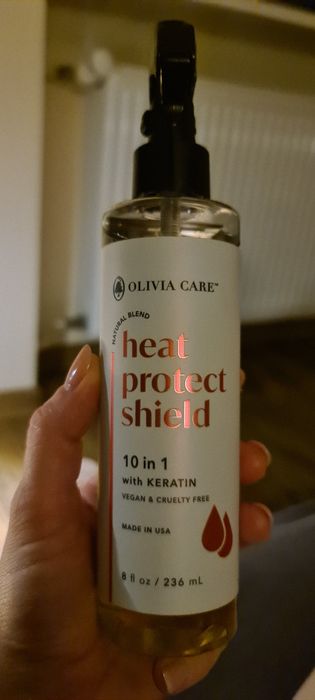 OLIVIA CARE™
NATURAL BLEND
heat
protect
shield
10 in 1
with KERATIN
VEGAN & CRUELTY FREE
MADE IN USA
8 fl oz / 236 mL